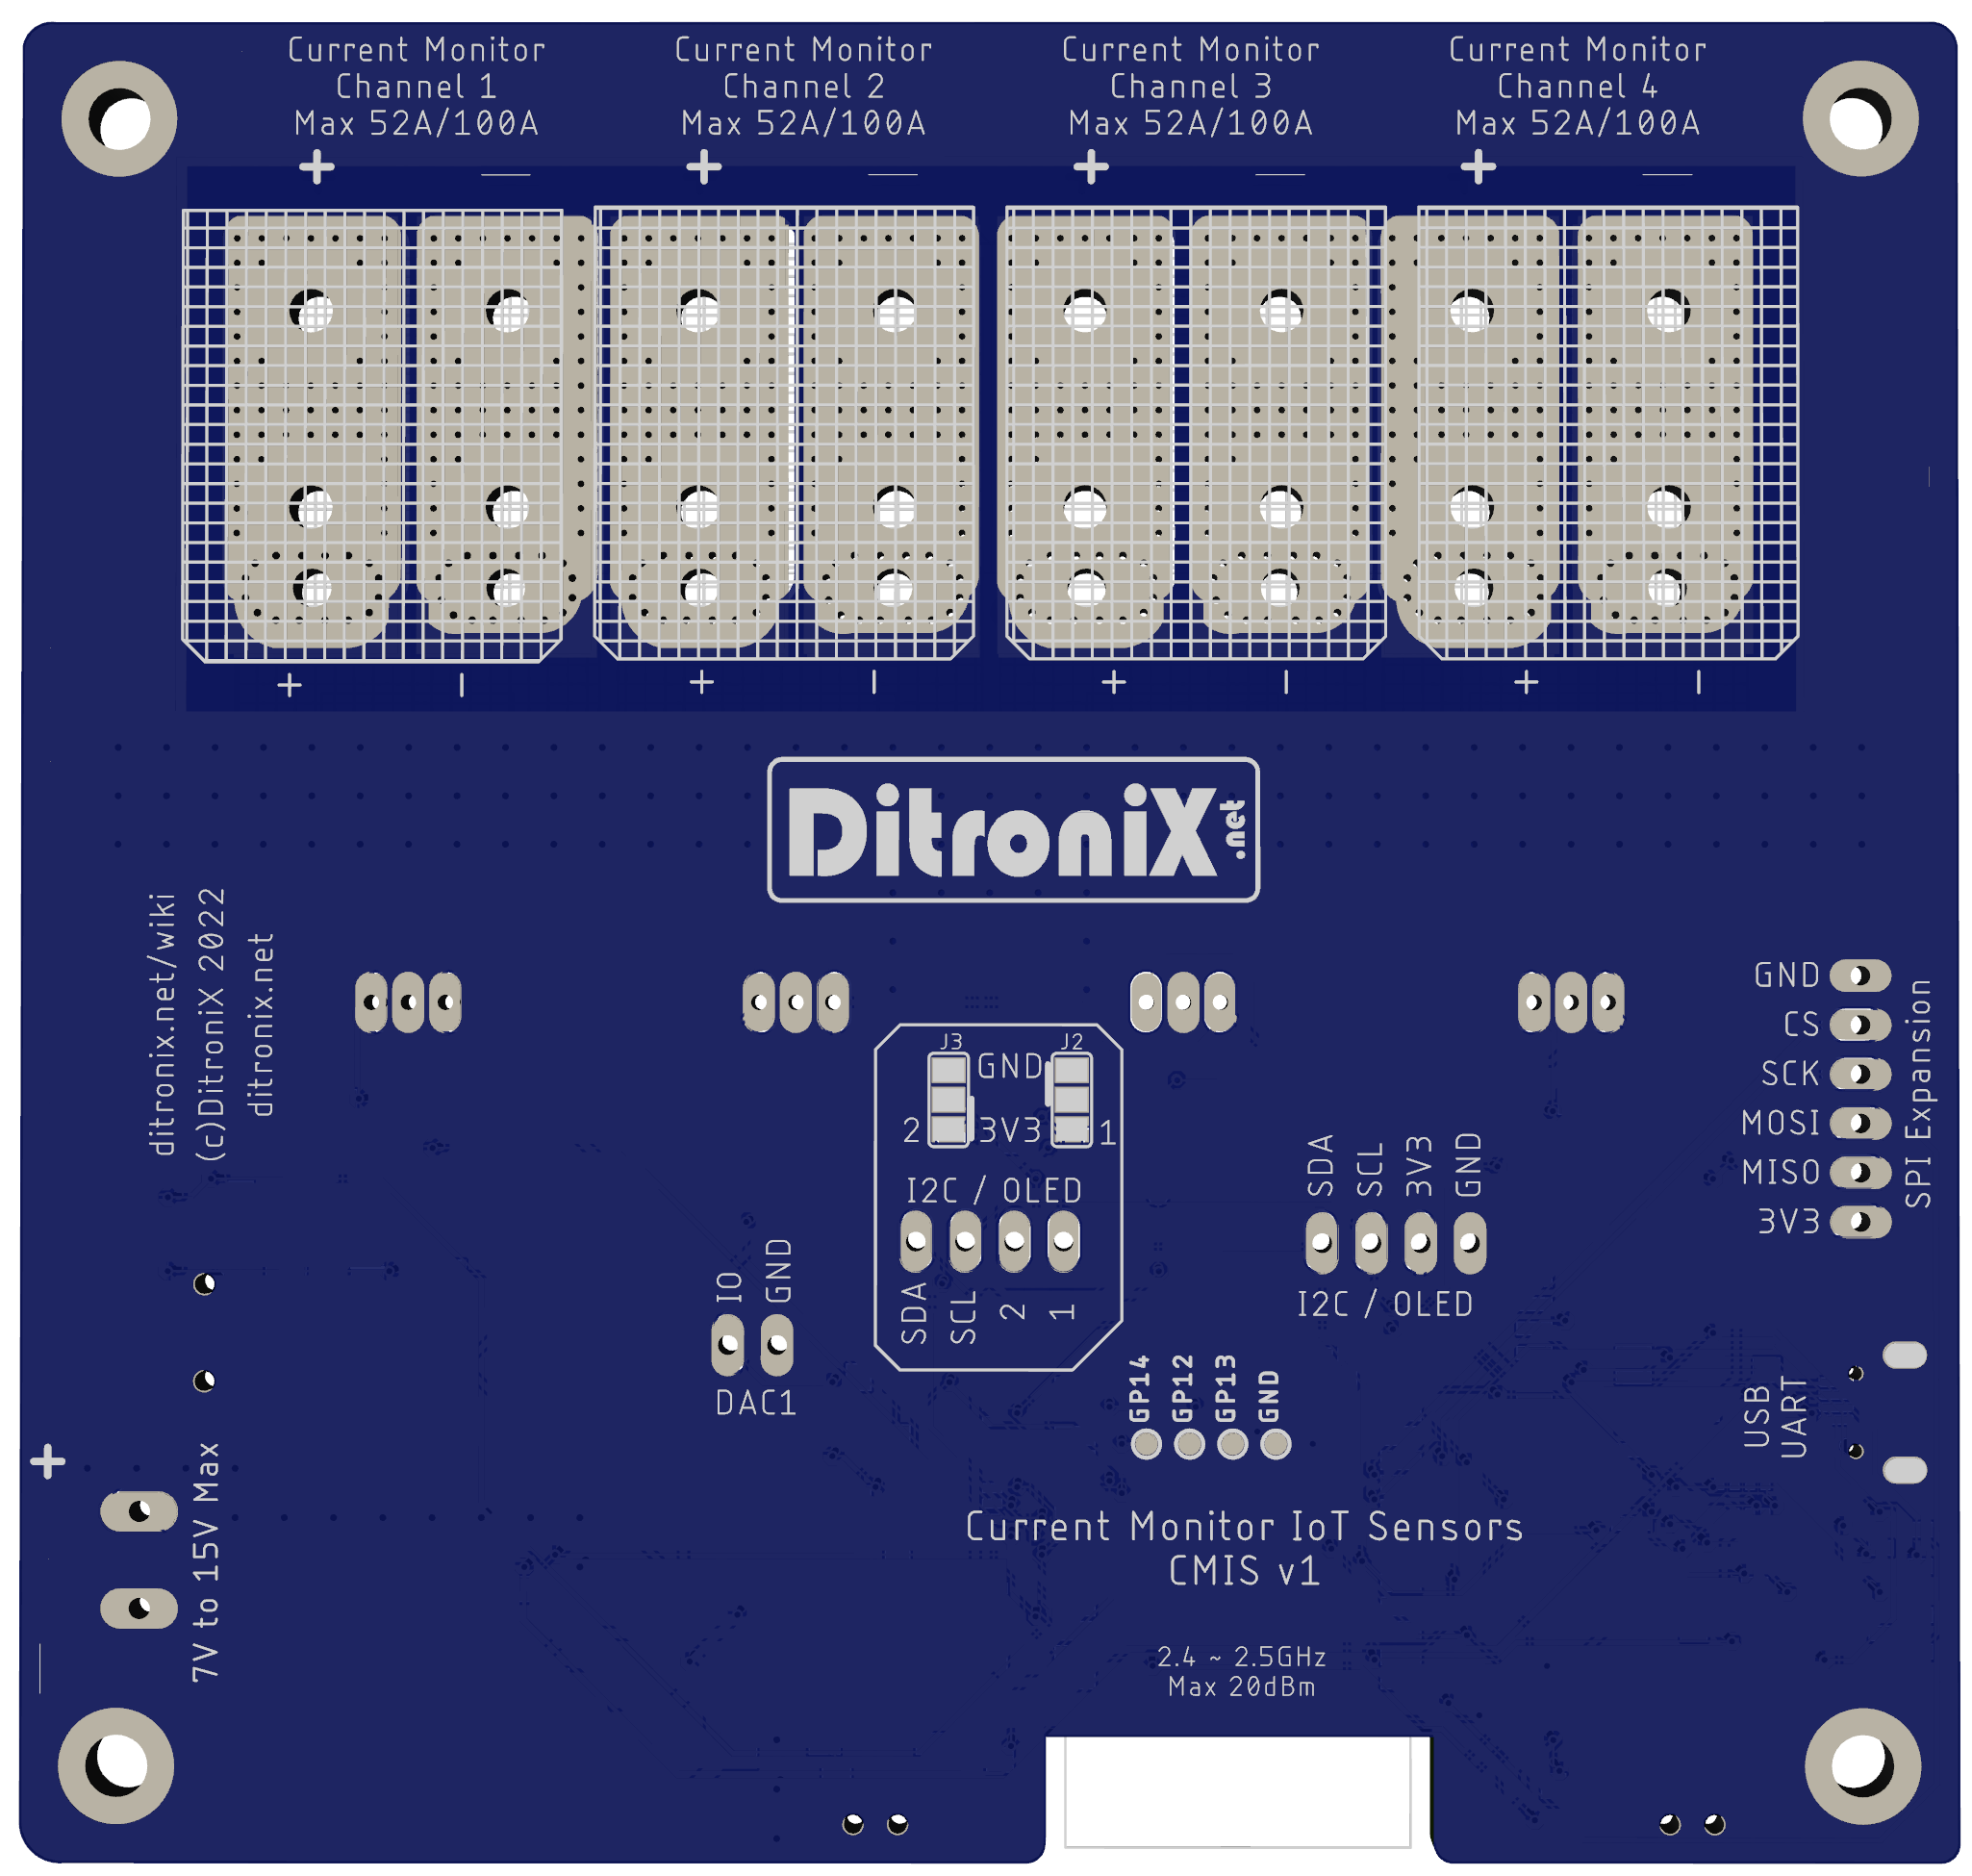 Current Monitor
Channel 1
Max 52A/100A
+ —
Current Monitor
Channel 2
Max 52A/100A
+ —
Current Monitor
Channel 3
Max 52A/100A
+ —
Current Monitor
Channel 4
Max 52A/100A
+ —
+ | + | + | + |
DitroniX
.net
ditronix.net/wiki
(c)DitroniX 2022
ditronix.net
J3 J2
GND
2 3V3 1
I2C / OLED
SDA SCL 2 1
IO GND
DAC1
SDA SCL 3V3 GND
I2C / OLED
GND
CS
SCK
MOSI
MISO
3V3
SPI Expansion
GP14 GP12 GP13 GND
USB
UART
+
7V to 15V Max
—
Current Monitor IoT Sensors
CMIS v1
2.4 ~ 2.5GHz
Max 20dBm